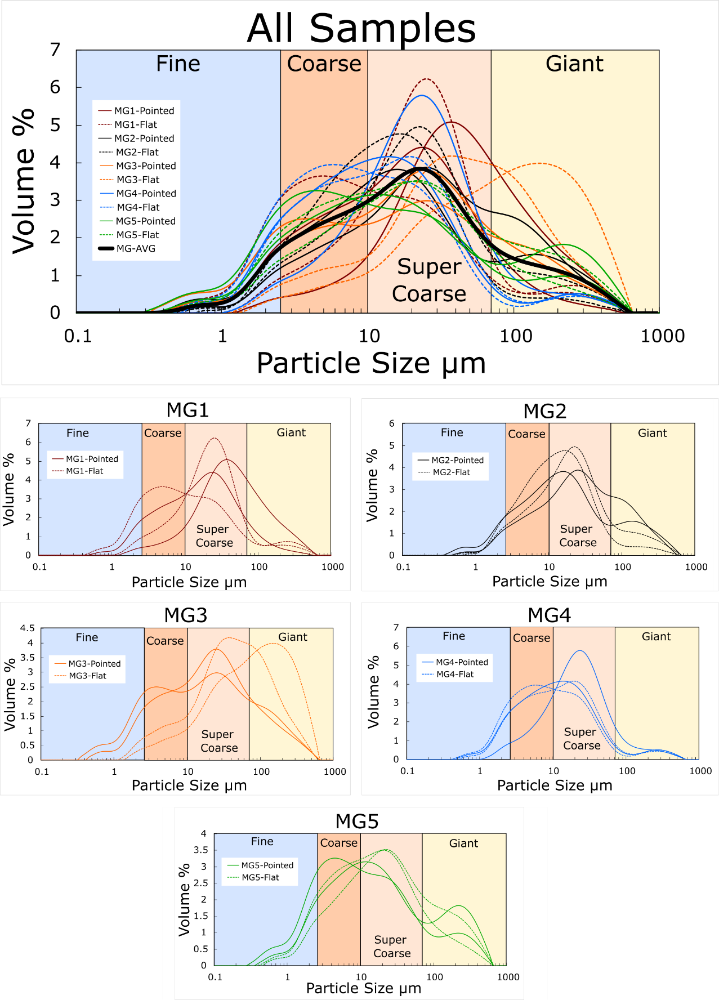 All Samples
7
6
5
4
3
2
1
0
Volume %
Fine
Coarse
Giant
Super
Coarse
MG1-Pointed
MG1-Flat
MG2-Pointed
MG2-Flat
MG3-Pointed
MG3-Flat
MG4-Pointed
MG4-Flat
MG5-Pointed
MG5-Flat
MG-AVG
0.1 1 10 100 1000
Particle Size µm
MG1
7
6
5
4
3
2
1
0
Volume %
Fine
Coarse
Giant
MG1-Pointed
MG1-Flat
Super
Coarse
0.1 1 10 100 1000
Particle Size µm
MG2
6
5
4
3
2
1
0
Volume %
Fine
Coarse
Giant
MG2-Pointed
MG2-Flat
Super
Coarse
0.1 1 10 100 1000
Particle Size µm
MG3
4.5
4
3.5
3
2.5
2
1.5
1
0.5
0
Volume %
Fine
Coarse
Giant
MG3-Pointed
MG3-Flat
Super
Coarse
0.1 1 10 100 1000
Particle Size µm
MG4
7
6
5
4
3
2
1
0
Volume %
Fine
Coarse
Giant
MG4-Pointed
MG4-Flat
Super
Coarse
0.1 1 10 100 1000
Particle Size µm
MG5
4
3.5
3
2.5
2
1.5
1
0.5
0
Volume %
Fine
Coarse
Giant
MG5-Pointed
MG5-Flat
Super
Coarse
0.1 1 10 100 1000
Particle Size µm